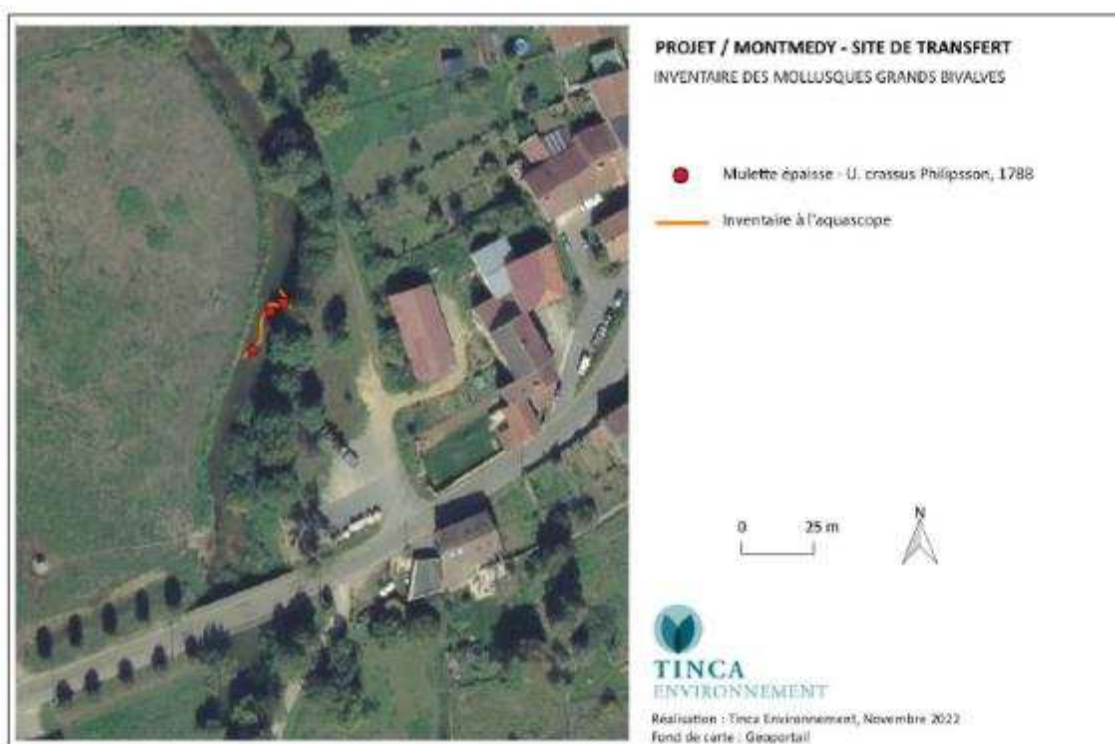 PROJET / MONTMEDY - SITE DE TRANSFERT
INVENTAIRE DES MOLLUSQUES GRANDS BIVALVES
Mulette épaisse - U. crassus Philipsson, 1788
Inventaire à l'aquascope
0 25 m
N
TINCA
ENVIRONNEMENT
Réalisation : Tinca Environnement, Novembre 2022
Fond de carte : Geoportail